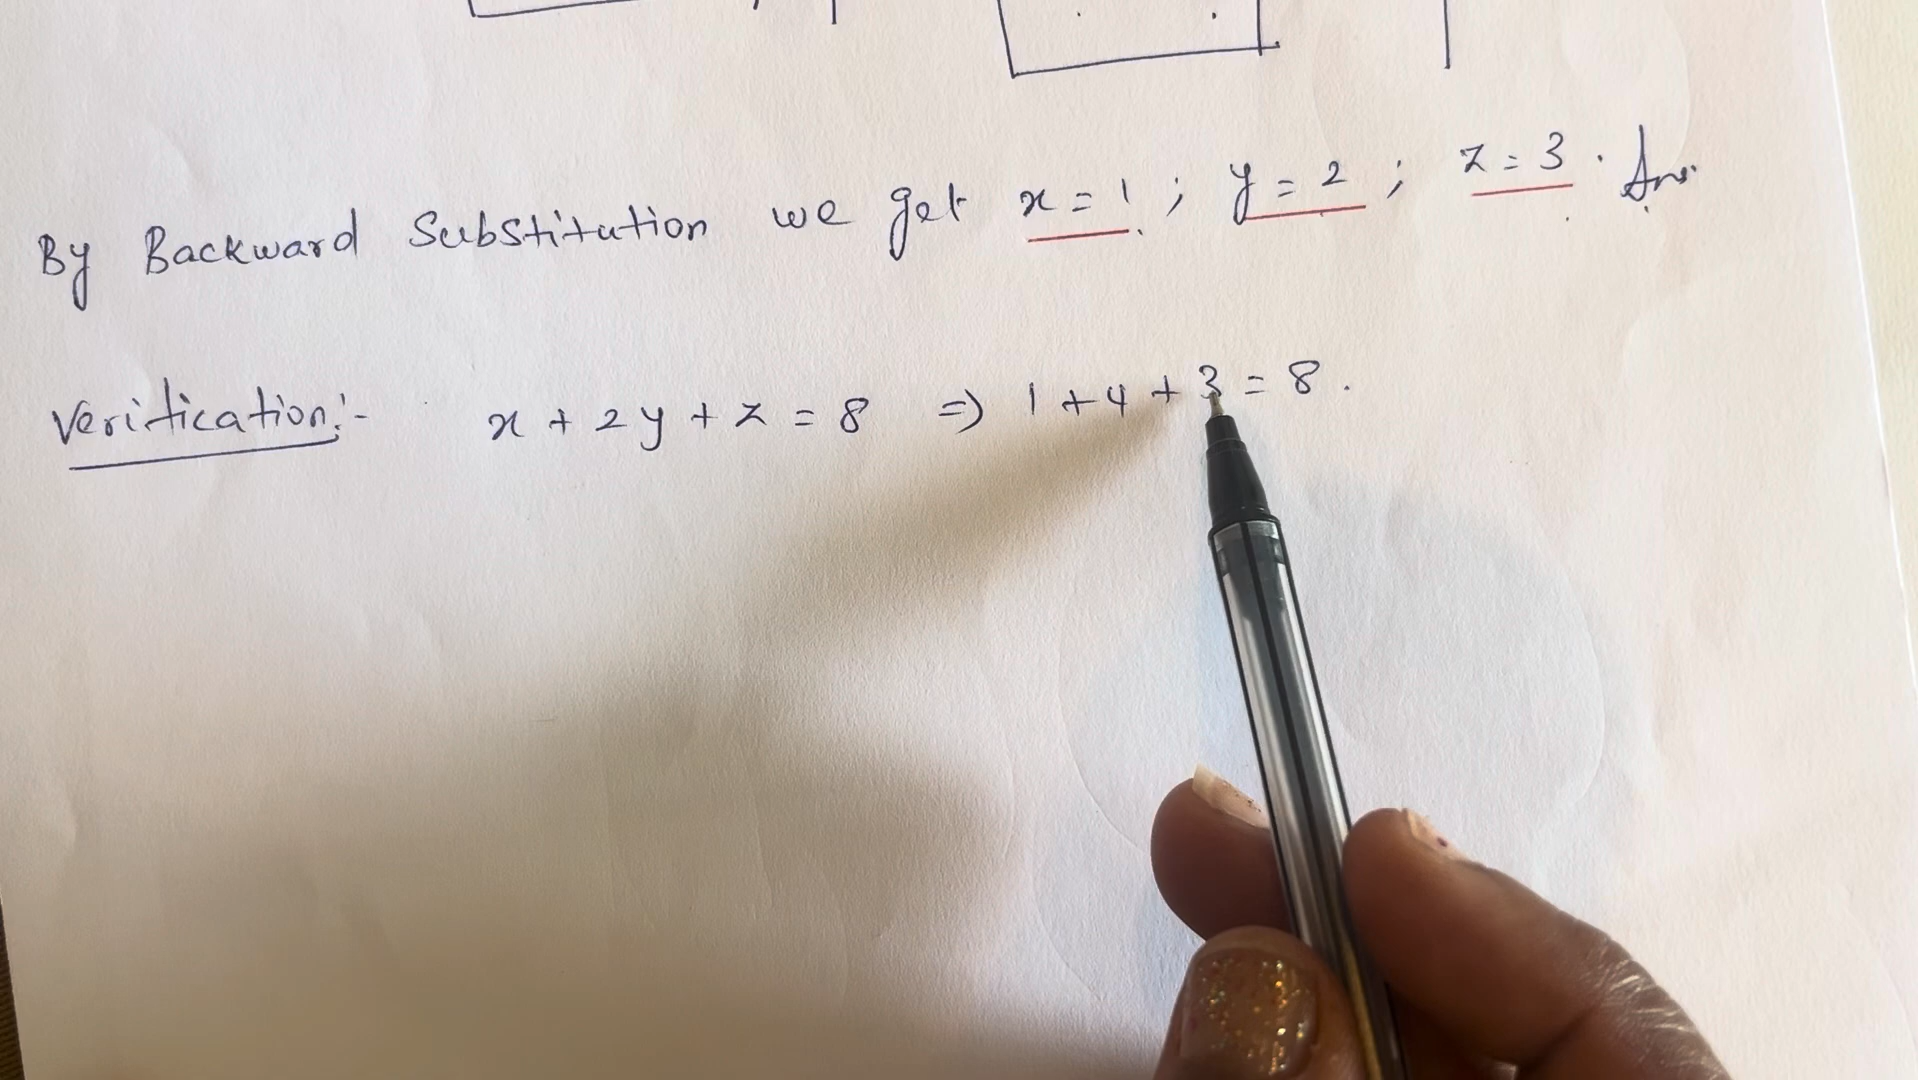 By Backward Substitution we get x = 1 ; y = 2 ; z = 3 . Ans.
Verification:- x + 2y + z = 8 => 1 + 4 + 3 = 8 .